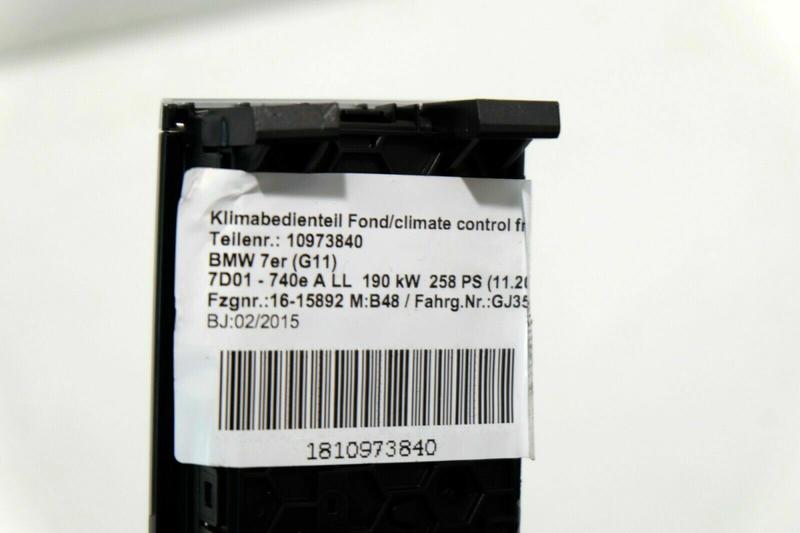 Klimabedienteil Fond/climate control fr
Teilenr.: 10973840
BMW 7er (G11)
7D01 - 740e A LL 190 kW 258 PS (11.20
Fzgnr.:16-15892 M:B48 / Fahrg.Nr.:GJ35
BJ:02/2015
1810973840